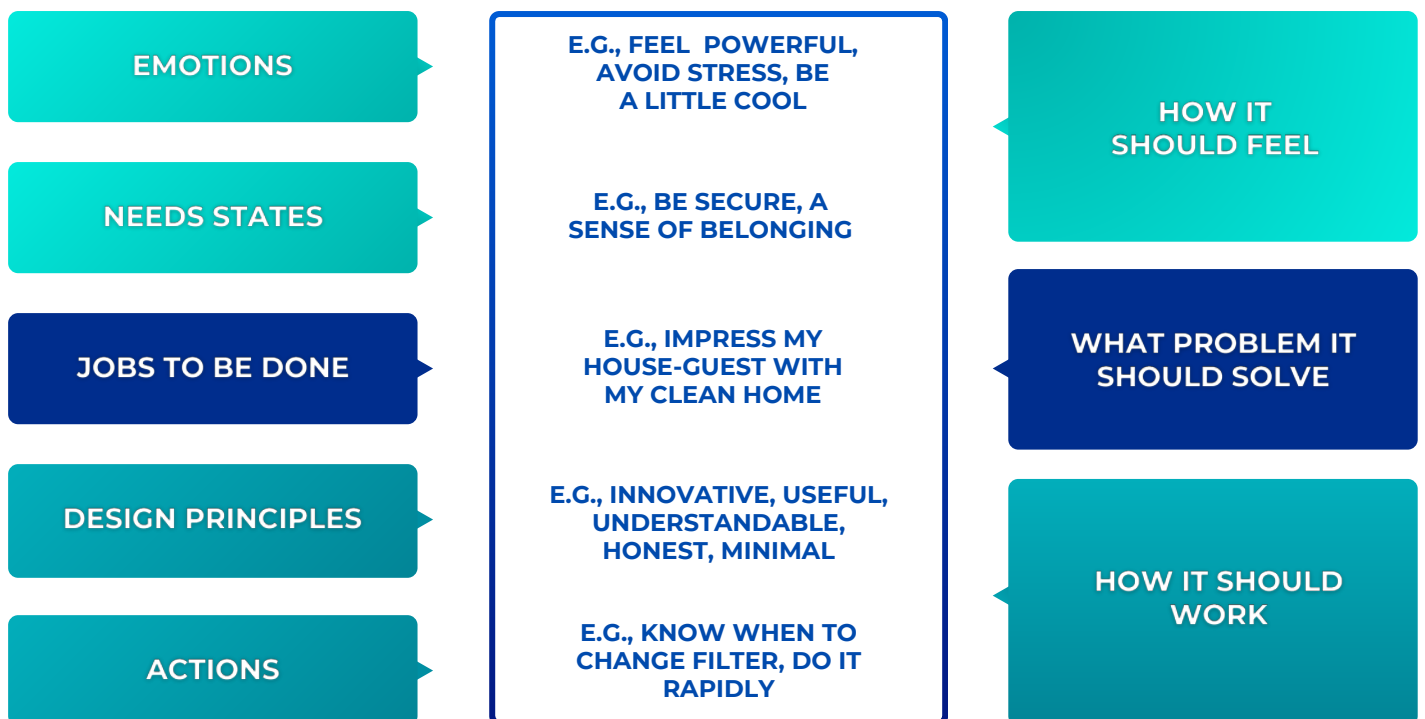 EMOTIONS
E.G., FEEL POWERFUL,
AVOID STRESS, BE
A LITTLE COOL
HOW IT
SHOULD FEEL
NEEDS STATES
E.G., BE SECURE, A
SENSE OF BELONGING
JOBS TO BE DONE
E.G., IMPRESS MY
HOUSE-GUEST WITH
MY CLEAN HOME
WHAT PROBLEM IT
SHOULD SOLVE
DESIGN PRINCIPLES
E.G., INNOVATIVE, USEFUL,
UNDERSTANDABLE,
HONEST, MINIMAL
HOW IT SHOULD
WORK
ACTIONS
E.G., KNOW WHEN TO
CHANGE FILTER, DO IT
RAPIDLY